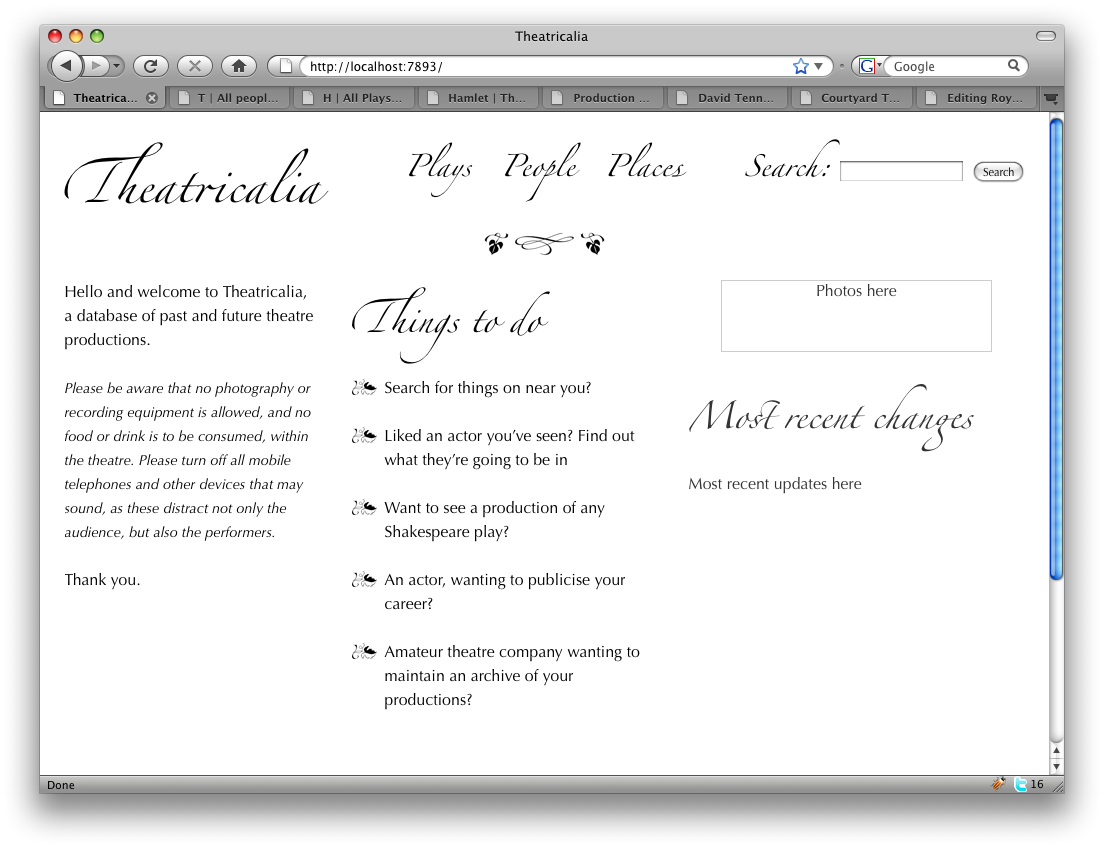 Theatricalia
http://localhost:7893/
G
Google
Theatrica...
T | All peopl...
H | All Plays...
Hamlet | Th...
Production ...
David Tenn...
Courtyard T...
Editing Roy...
Theatricalia
Plays People Places
Search:
Search
Hello and welcome to Theatricalia,
a database of past and future theatre
productions.
Please be aware that no photography or
recording equipment is allowed, and no
food or drink is to be consumed, within
the theatre. Please turn off all mobile
telephones and other devices that may
sound, as these distract not only the
audience, but also the performers.
Thank you.
Things to do
Search for things on near you?
Liked an actor you've seen? Find out
what they're going to be in
Want to see a production of any
Shakespeare play?
An actor, wanting to publicise your
career?
Amateur theatre company wanting to
maintain an archive of your
productions?
Photos here
Most recent changes
Most recent updates here
Done
16